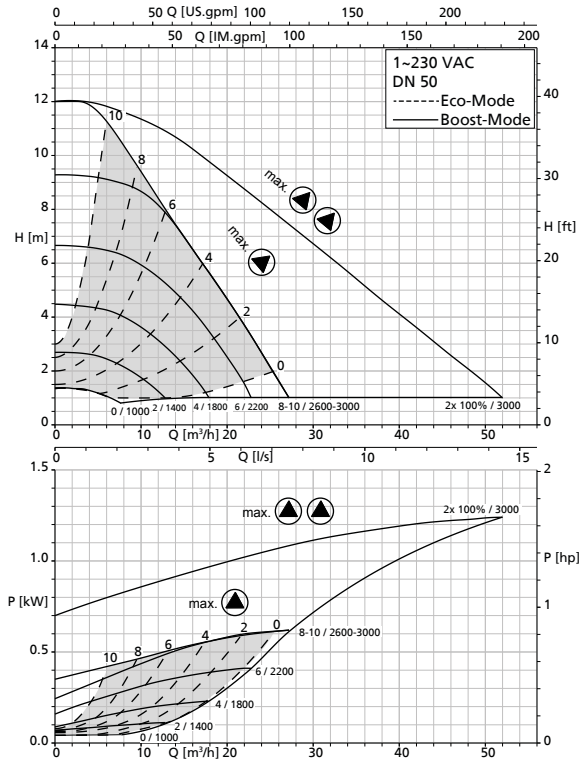 0 50 100 150 200
Q [US.gpm]
0 50 100 150 200
Q [IM.gpm]
14
12
10
8
6
4
2
0
H [m]
40
30
20
10
0
H [ft]
1~230 VAC
DN 50
Eco-Mode
Boost-Mode
10
8
6
4
2
0
max.
max.
0 / 1000
2 / 1400
4 / 1800
6 / 2200
8-10 / 2600-3000
2x 100% / 3000
0 10 20 30 40 50
Q [m³/h]
0 5 10 15
Q [l/s]
1.5
1.0
0.5
0.0
P [kW]
2
1
0
P [hp]
max.
2x 100% / 3000
max.
10
8
6
4
2
0
8-10 / 2600-3000
6 / 2200
4 / 1800
2 / 1400
0 / 1000
0 10 20 30 40 50
Q [m³/h]